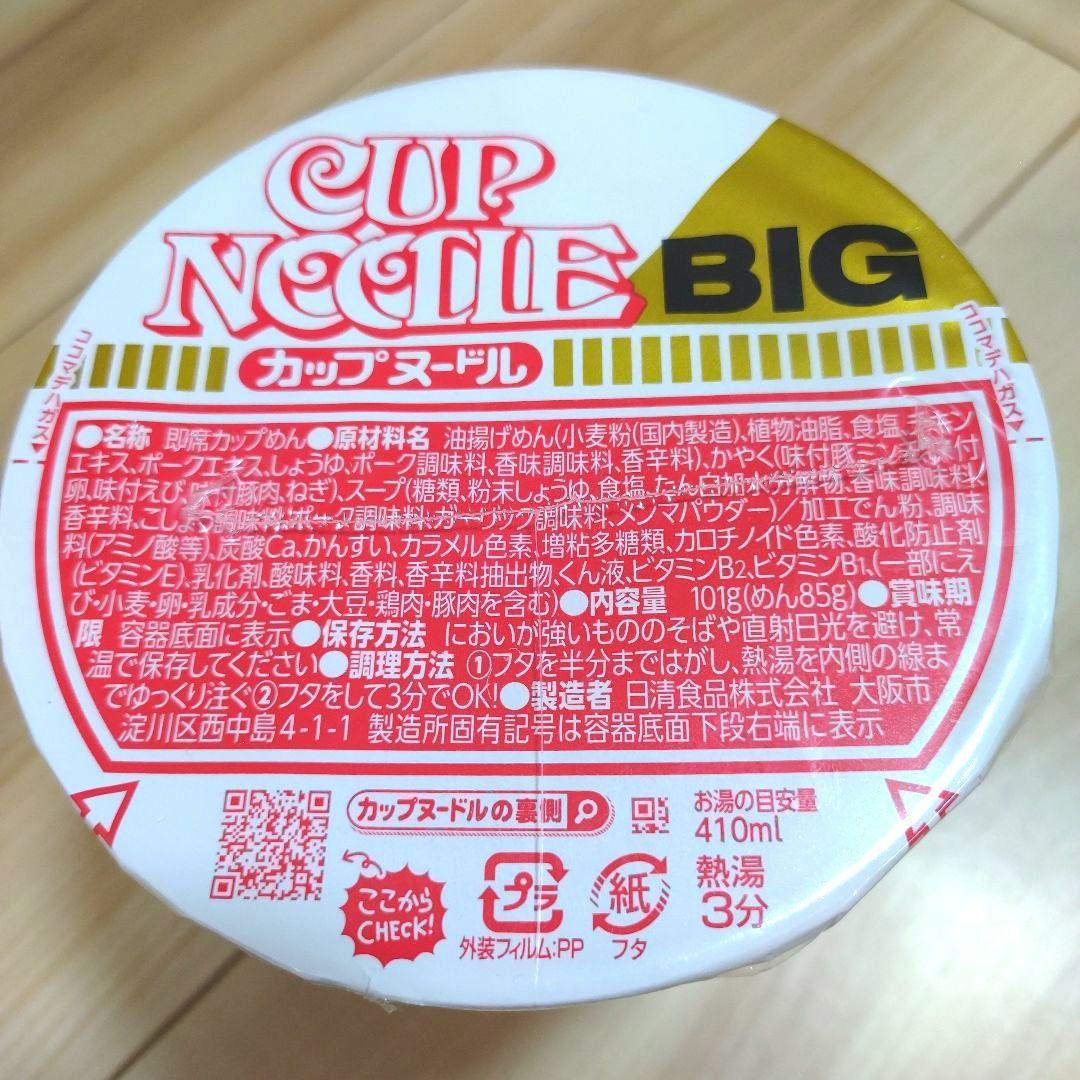 CUP
NOODLE BIG
カップヌードル
ココマデハガス
ココマデハガス
●名称 即席カップめん●原材料名 油揚げめん(小麦粉(国内製造)、植物油脂、食塩、チキン
エキス、ポークエキス、しょうゆ、ポーク調味料、香味調味料、香辛料)、かやく(味付豚ミンチ、味付
卵、味付えび、味付豚肉、ねぎ)、スープ(糖類、粉末しょうゆ、食塩、たん白加水分解物、香味調味料、
香辛料、こしょう調味料、ポーク調味料、ガーリック調味料、メンマパウダー)/加工でん粉、調味
料(アミノ酸等)、炭酸Ca、かんすい、カラメル色素、増粘多糖類、カロチノイド色素、酸化防止剤
(ビタミンE)、乳化剤、酸味料、香料、香辛料抽出物、くん液、ビタミンB2、ビタミンB1、(一部にえ
び・小麦・卵・乳成分・ごま・大豆・鶏肉・豚肉を含む)●内容量 101g(めん85g)●賞味期
限 容器底面に表示●保存方法 においが強いもののそばや直射日光を避け、常
温で保存してください●調理方法 ①フタを半分まではがし、熱湯を内側の線ま
でゆっくり注ぐ②フタをして3分でOK!●製造者 日清食品株式会社 大阪市
淀川区西中島4-1-1 製造所固有記号は容器底面下段右端に表示
カップヌードルの裏側
ここから
CHECK!
プラ
外装フィルム:PP
紙
フタ
お湯の目安量
410ml
熱湯
3分